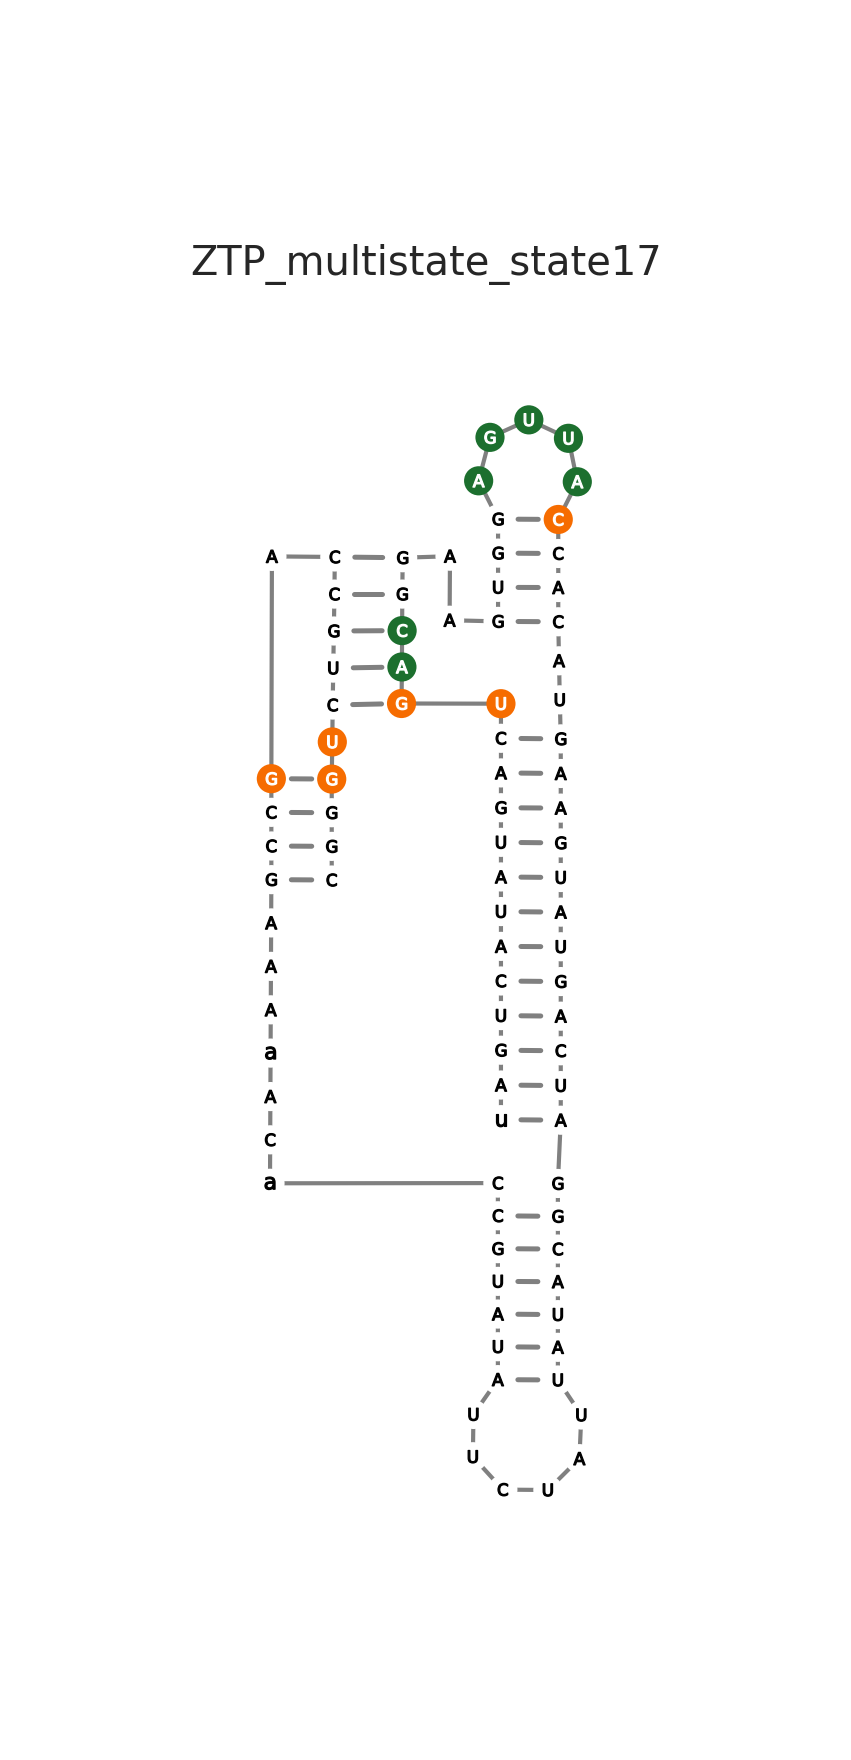 ZTP_multistate_state17
U
G U
A A
G C
A C G A G C
C G U A
G C A G C
U A A
C G U U
U C G
G G A A
C G G A
C G U G
G C A U
A U A
A A U
A C G
a U A
A G C
C A U
u A
a C G
C G
G C
U A
A U
U A
A U
U U
U A
C U